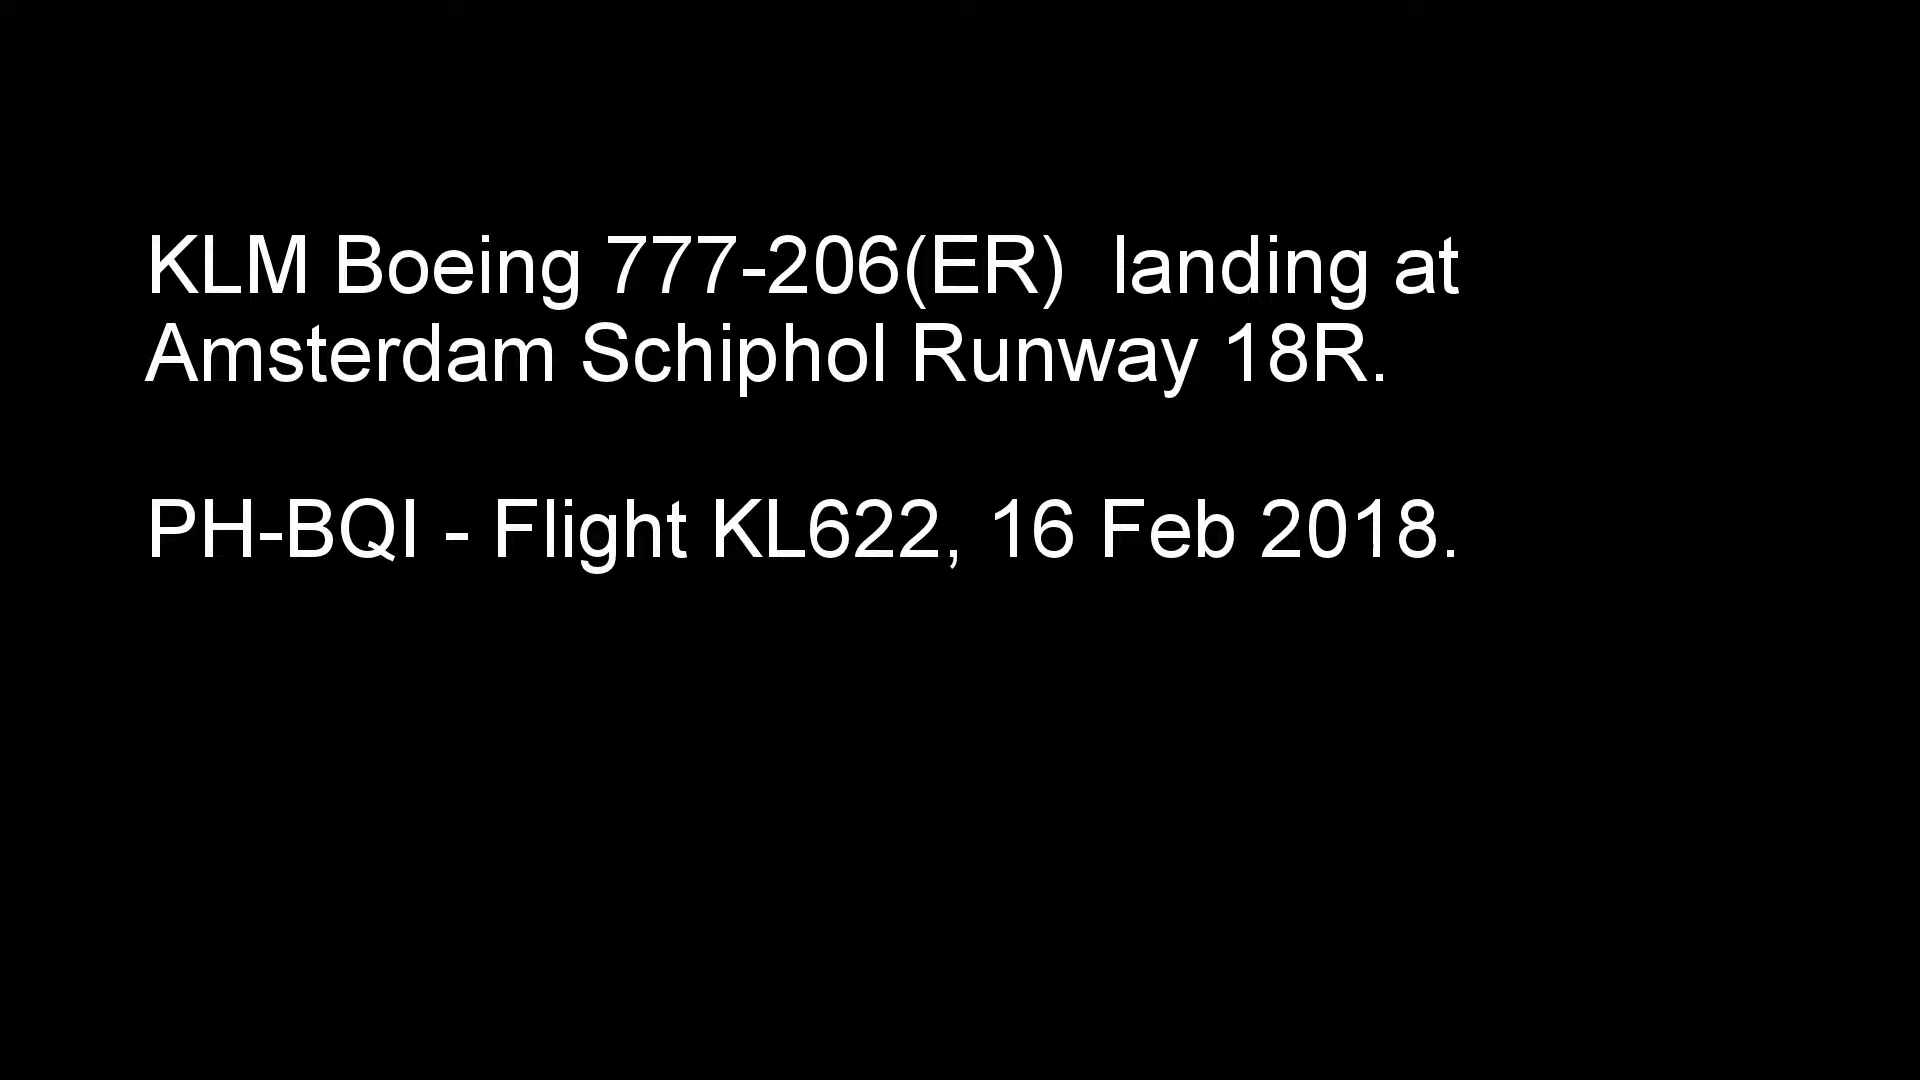 KLM Boeing 777-206(ER)  landing at
Amsterdam Schiphol Runway 18R.
PH-BQI - Flight KL622, 16 Feb 2018.